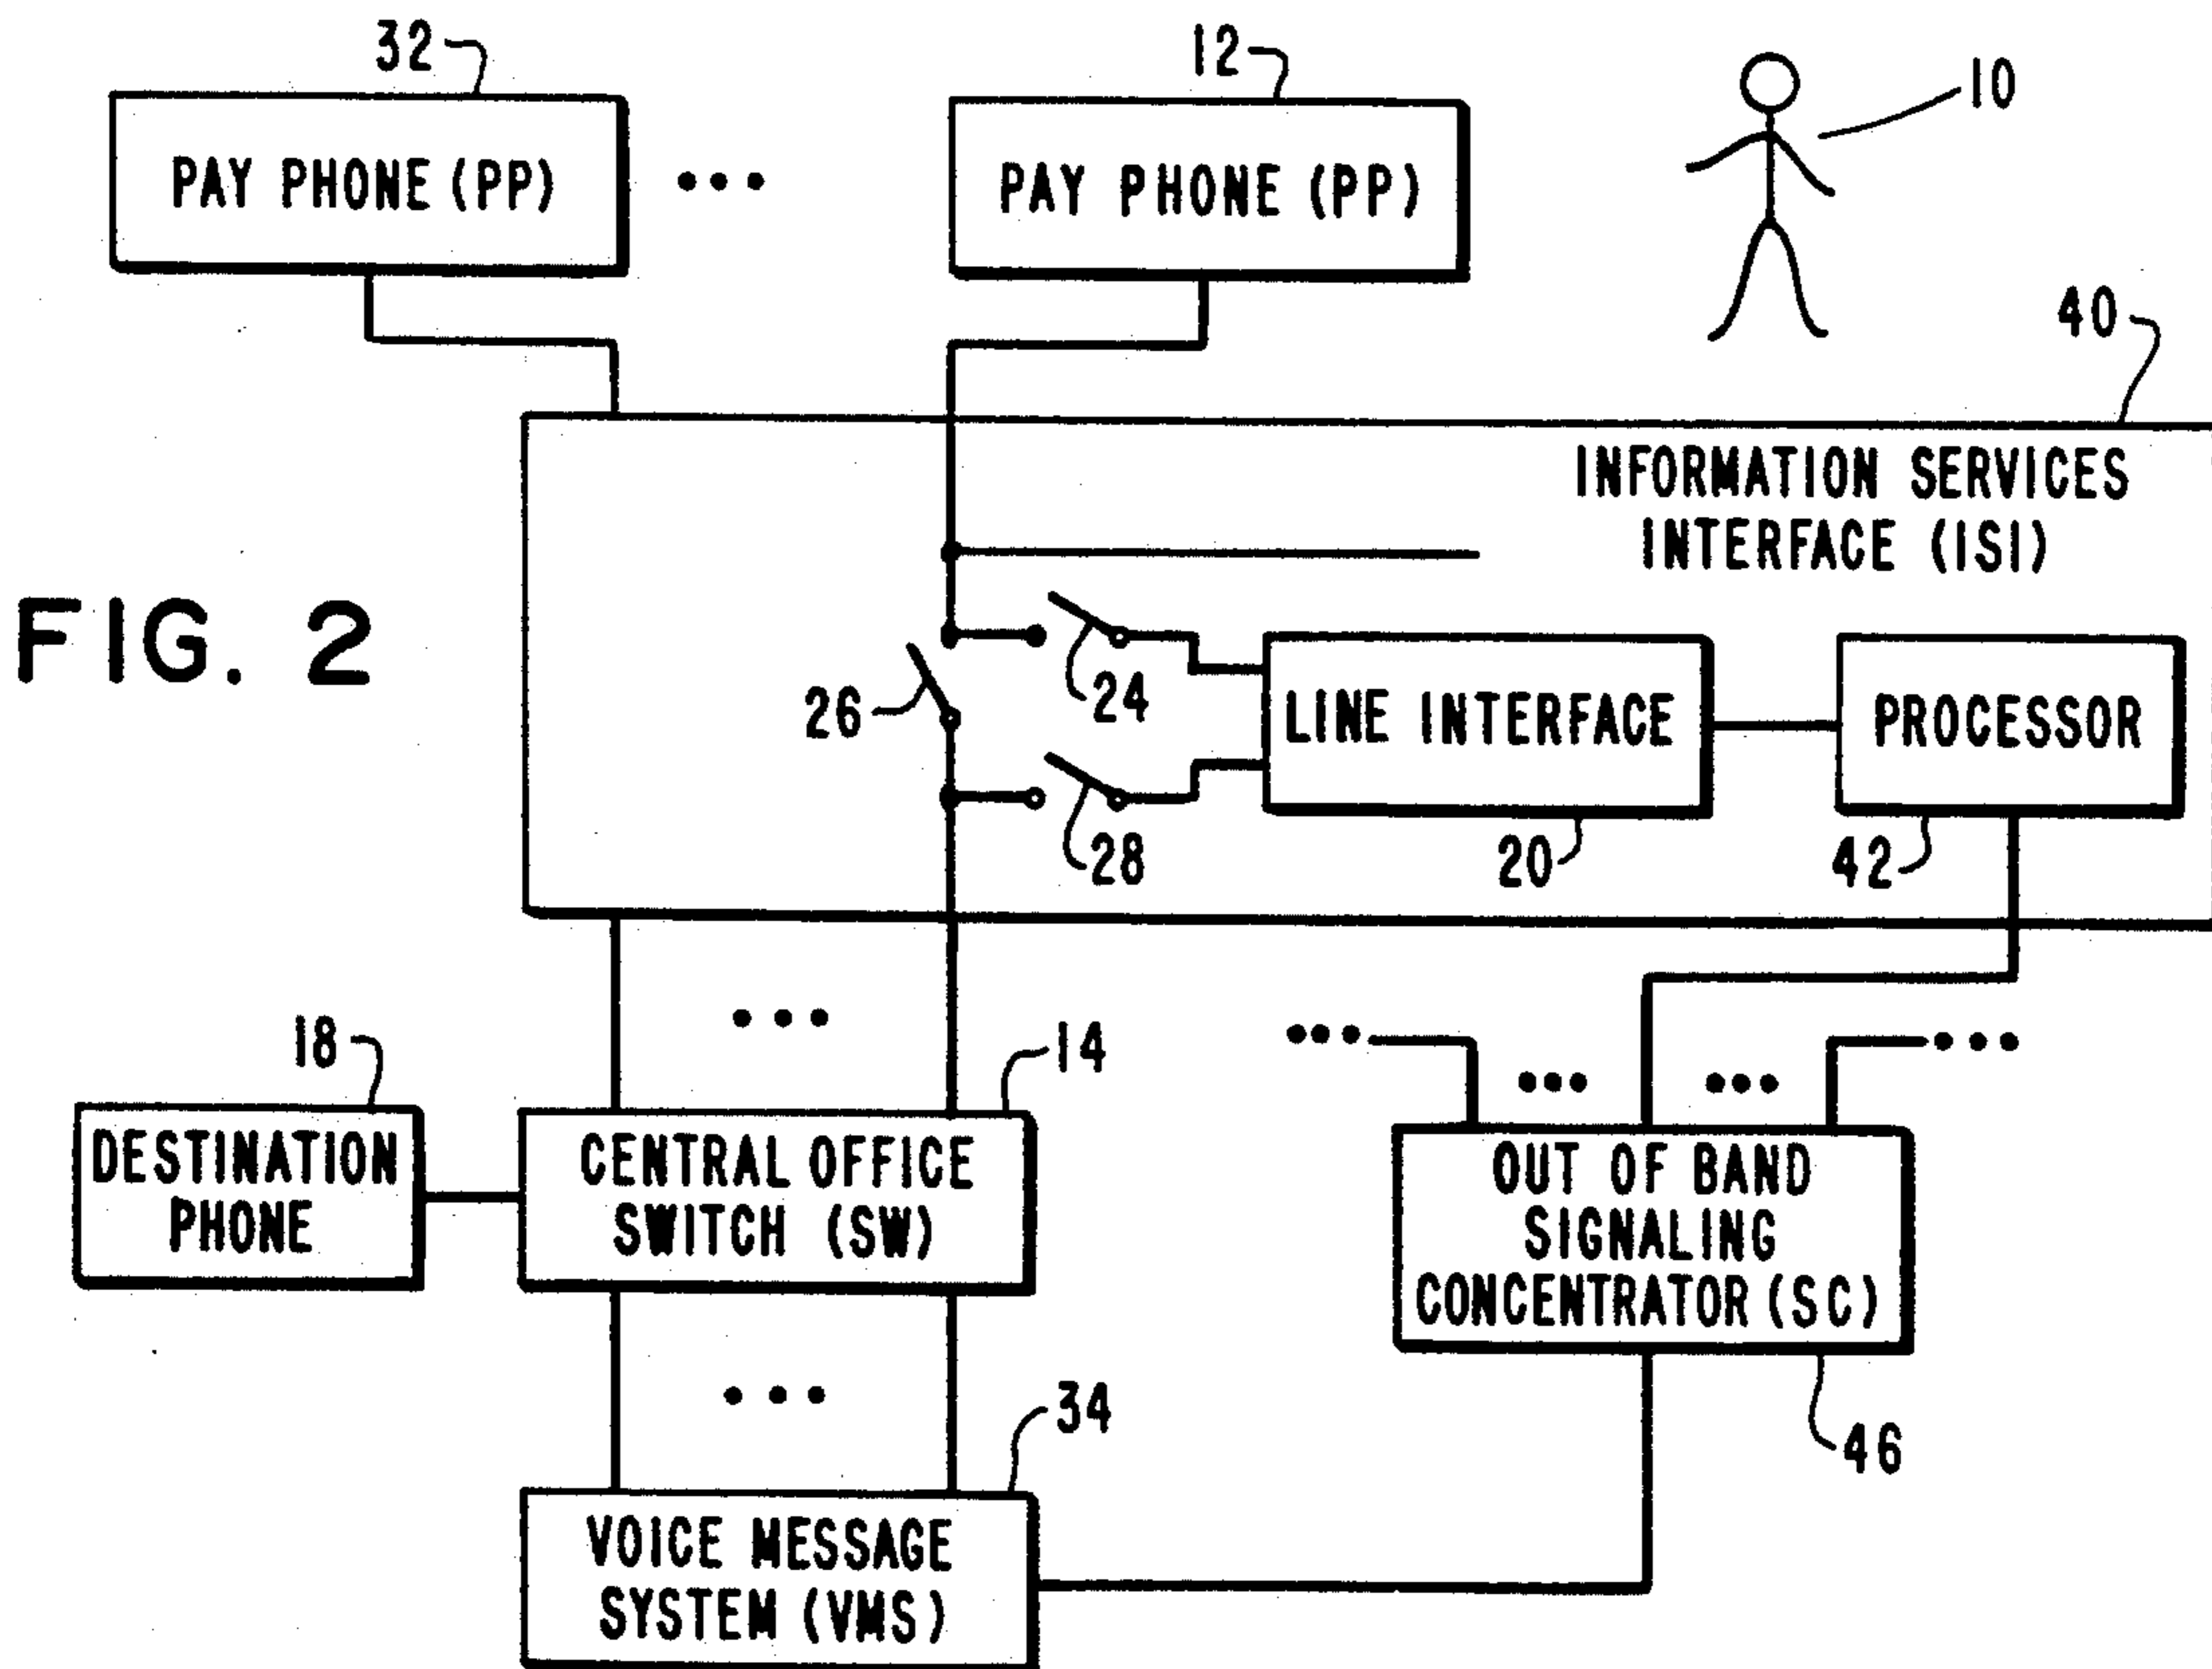 32
12
10
PAY PHONE (PP)
PAY PHONE (PP)
40
INFORMATION SERVICES
INTERFACE (ISI)
FIG. 2
26
24
28
LINE INTERFACE
PROCESSOR
20
42
18
14
DESTINATION
PHONE
CENTRAL OFFICE
SWITCH (SW)
OUT OF BAND
SIGNALING
CONCENTRATOR (SC)
34
46
VOICE MESSAGE
SYSTEM (VMS)